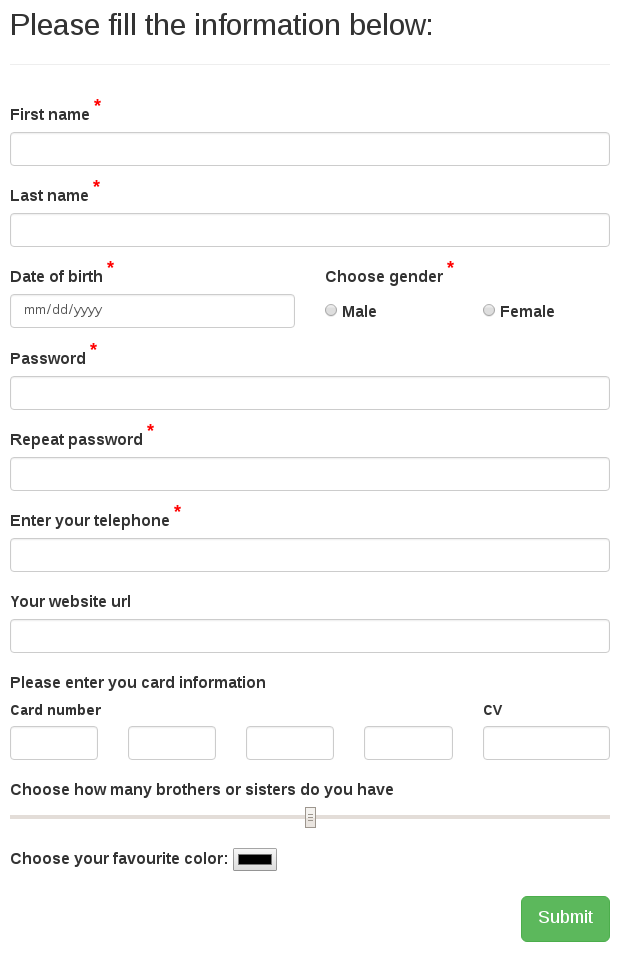 Please fill the information below:
First name *
Last name *
Date of birth * Choose gender *
mm/dd/yyyy Male Female
Password *
Repeat password *
Enter your telephone *
Your website url
Please enter you card information
Card number CV
Choose how many brothers or sisters do you have
Choose your favourite color:
Submit